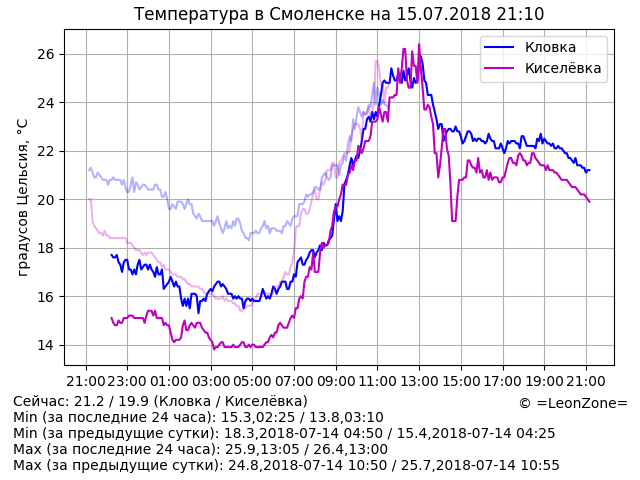 Температура в Смоленске на 15.07.2018 21:10
Кловка
Киселёвка
градусов Цельсия, °C
26
24
22
20
18
16
14
21:00 23:00 01:00 03:00 05:00 07:00 09:00 11:00 13:00 15:00 17:00 19:00 21:00
Сейчас: 21.2 / 19.9 (Кловка / Киселёвка)
© =LeonZone=
Min (за последние 24 часа): 15.3,02:25 / 13.8,03:10
Min (за предыдущие сутки): 18.3,2018-07-14 04:50 / 15.4,2018-07-14 04:25
Max (за последние 24 часа): 25.9,13:05 / 26.4,13:00
Max (за предыдущие сутки): 24.8,2018-07-14 10:50 / 25.7,2018-07-14 10:55